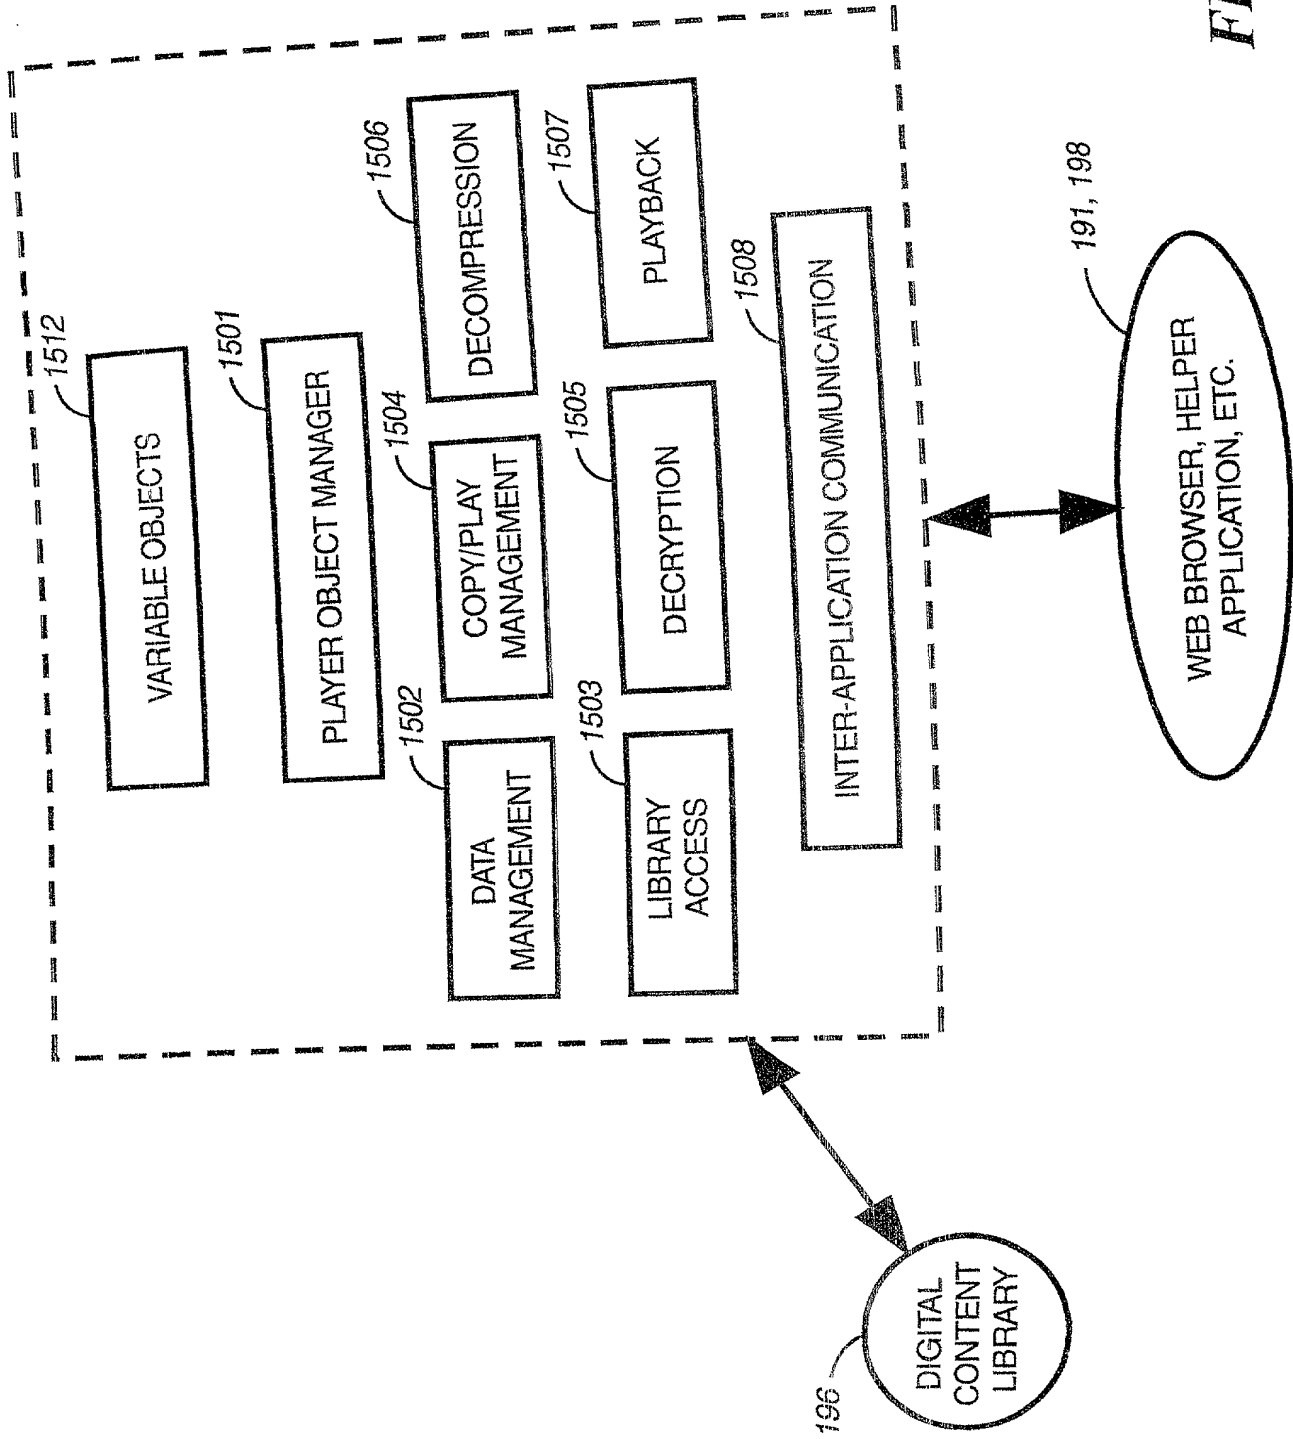 1512
VARIABLE OBJECTS
1501
PLAYER OBJECT MANAGER
1502
DATA
MANAGEMENT
1504
COPY/PLAY
MANAGEMENT
1506
DECOMPRESSION
1503
LIBRARY
ACCESS
1505
DECRYPTION
1507
PLAYBACK
1508
INTER-APPLICATION COMMUNICATION
196
DIGITAL
CONTENT
LIBRARY
191, 198
WEB BROWSER, HELPER
APPLICATION, ETC.